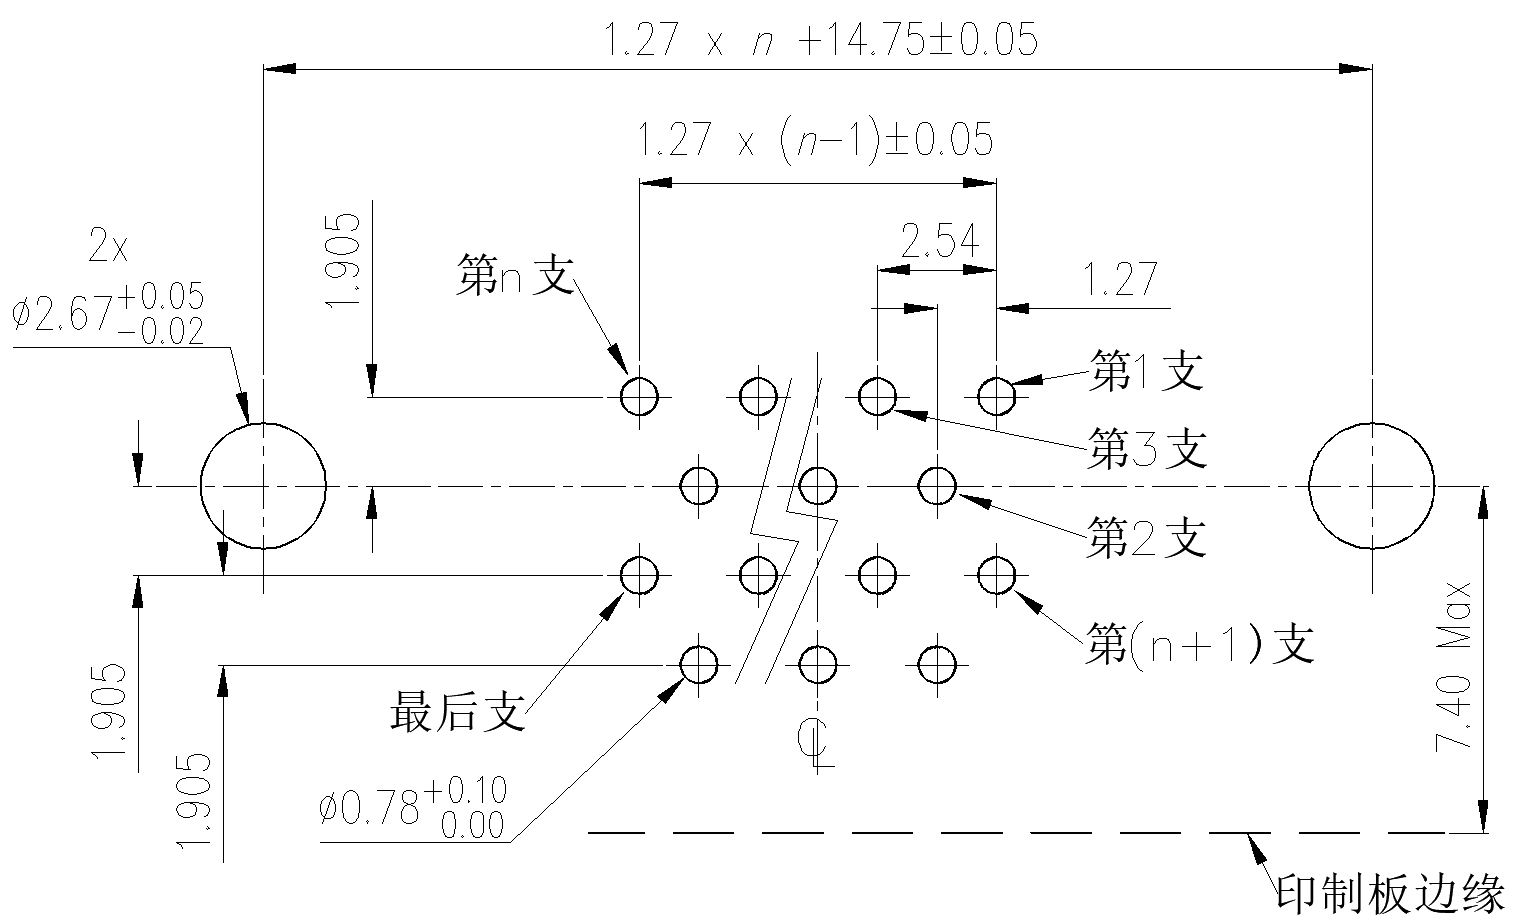 1.27 x n +14.75±0.05
1.27 x (n-1)±0.05
2.54
1.27
1.905
2x
⌀2.67+0.05
-0.02
第n支
第1支
第3支
第2支
第(n+1)支
最后支
1.905
1.905
⌀0.78+0.10
0.00
℄
7.40 Max
印制板边缘